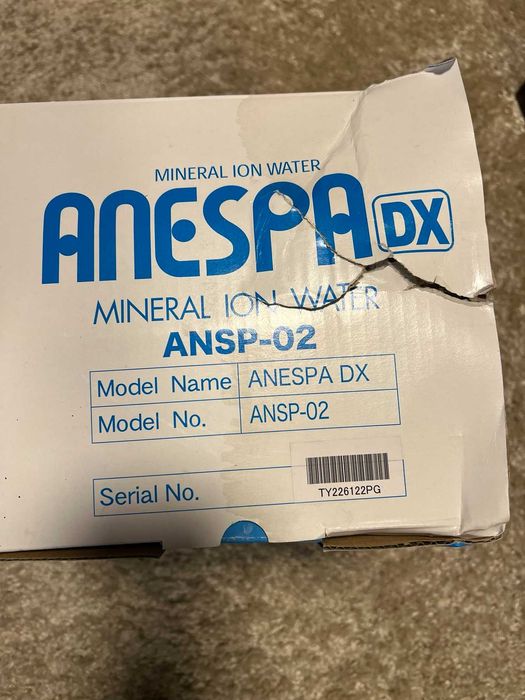 MINERAL ION WATER
ANESPA DX
MINERAL ION WATER
ANSP-02
Model Name ANESPA DX
Model No. ANSP-02
Serial No.
TY226122PG